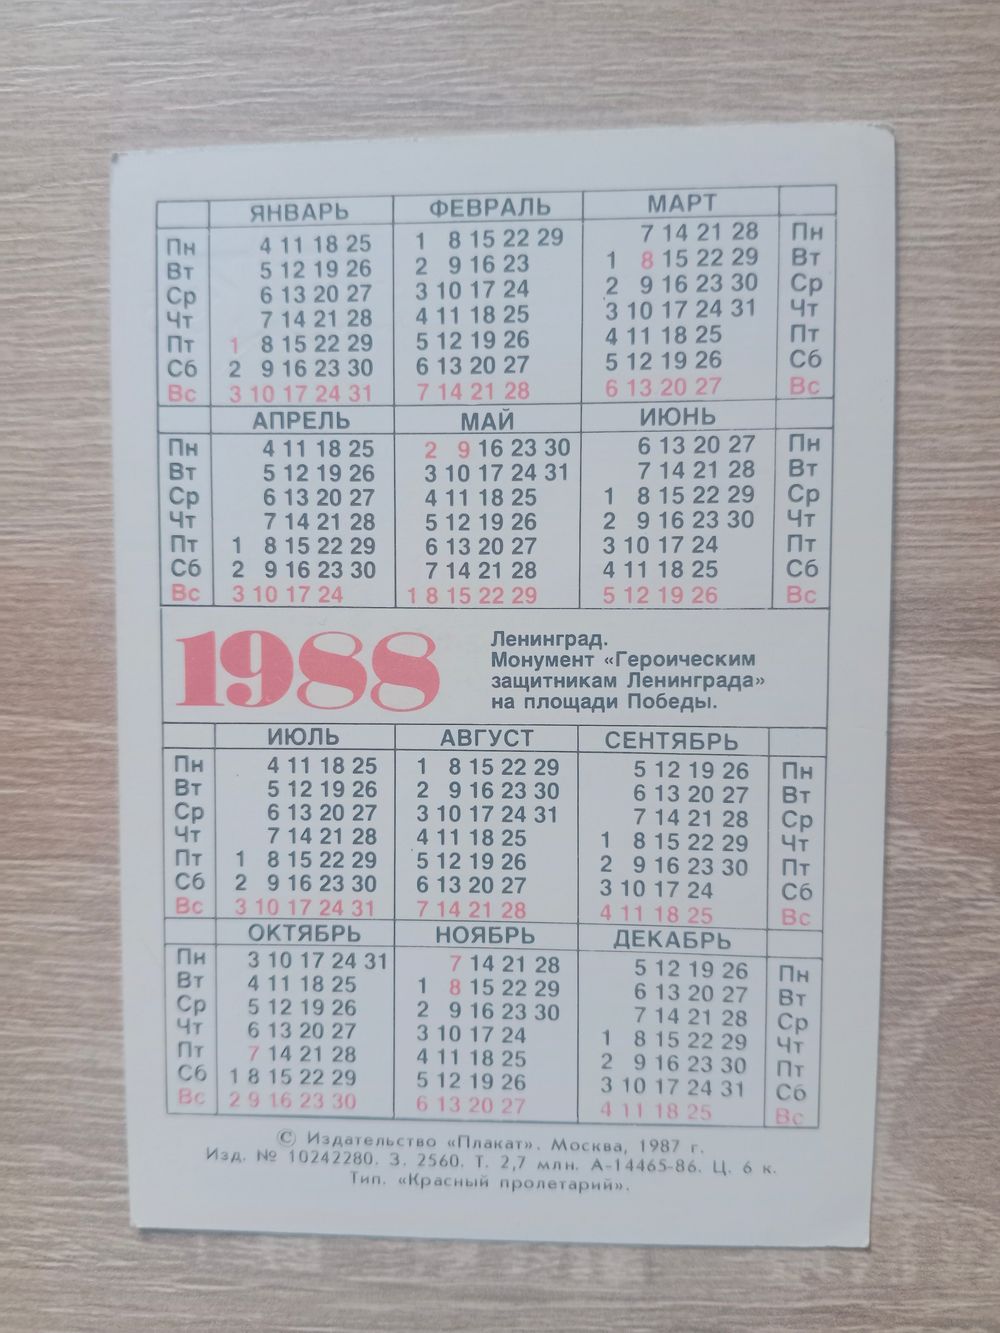 ЯНВАРЬ ФЕВРАЛЬ МАРТ
Пн 4 11 18 25 1 8 15 22 29 7 14 21 28 Пн
Вт 5 12 19 26 2 9 16 23 1 8 15 22 29 Вт
Ср 6 13 20 27 3 10 17 24 2 9 16 23 30 Ср
Чт 7 14 21 28 4 11 18 25 3 10 17 24 31 Чт
Пт 1 8 15 22 29 5 12 19 26 4 11 18 25 Пт
Сб 2 9 16 23 30 6 13 20 27 5 12 19 26 Сб
Вс 3 10 17 24 31 7 14 21 28 6 13 20 27 Вс
АПРЕЛЬ МАЙ ИЮНЬ
Пн 4 11 18 25 2 9 16 23 30 6 13 20 27 Пн
Вт 5 12 19 26 3 10 17 24 31 7 14 21 28 Вт
Ср 6 13 20 27 4 11 18 25 1 8 15 22 29 Ср
Чт 7 14 21 28 5 12 19 26 2 9 16 23 30 Чт
Пт 1 8 15 22 29 6 13 20 27 3 10 17 24 Пт
Сб 2 9 16 23 30 7 14 21 28 4 11 18 25 Сб
Вс 3 10 17 24 1 8 15 22 29 5 12 19 26 Вс
1988
Ленинград.
Монумент «Героическим
защитникам Ленинграда»
на площади Победы.
ИЮЛЬ АВГУСТ СЕНТЯБРЬ
Пн 4 11 18 25 1 8 15 22 29 5 12 19 26 Пн
Вт 5 12 19 26 2 9 16 23 30 6 13 20 27 Вт
Ср 6 13 20 27 3 10 17 24 31 7 14 21 28 Ср
Чт 7 14 21 28 4 11 18 25 1 8 15 22 29 Чт
Пт 1 8 15 22 29 5 12 19 26 2 9 16 23 30 Пт
Сб 2 9 16 23 30 6 13 20 27 3 10 17 24 Сб
Вс 3 10 17 24 31 7 14 21 28 4 11 18 25 Вс
ОКТЯБРЬ НОЯБРЬ ДЕКАБРЬ
Пн 3 10 17 24 31 7 14 21 28 5 12 19 26 Пн
Вт 4 11 18 25 1 8 15 22 29 6 13 20 27 Вт
Ср 5 12 19 26 2 9 16 23 30 7 14 21 28 Ср
Чт 6 13 20 27 3 10 17 24 1 8 15 22 29 Чт
Пт 7 14 21 28 4 11 18 25 2 9 16 23 30 Пт
Сб 1 8 15 22 29 5 12 19 26 3 10 17 24 31 Сб
Вс 2 9 16 23 30 6 13 20 27 4 11 18 25 Вс
© Издательство «Плакат». Москва, 1987 г.
Изд. № 10242280. З. 2560. Т. 2,7 млн. А-14465-86. Ц. 6 к.
Тип. «Красный пролетарий».